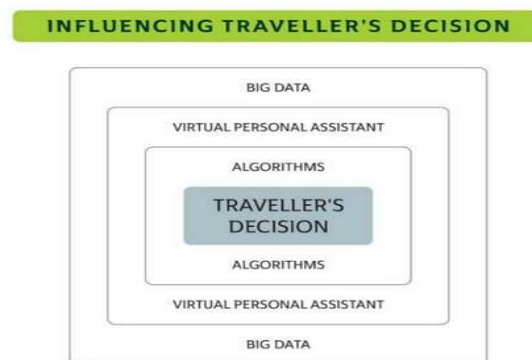 INFLUENCING TRAVELLER'S DECISION
BIG DATA
VIRTUAL PERSONAL ASSISTANT
ALGORITHMS
TRAVELLER'S
DECISION
ALGORITHMS
VIRTUAL PERSONAL ASSISTANT
BIG DATA